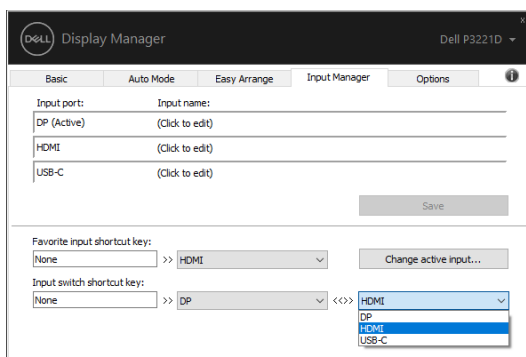 x
DELL Display Manager Dell P3221D
Basic Auto Mode Easy Arrange Input Manager Options i
Input port: Input name:
DP (Active) (Click to edit)
HDMI (Click to edit)
USB-C (Click to edit)
Save
Favorite input shortcut key:
None >> HDMI Change active input...
Input switch shortcut key:
None >> DP <<>> HDMI
DP
HDMI
USB-C